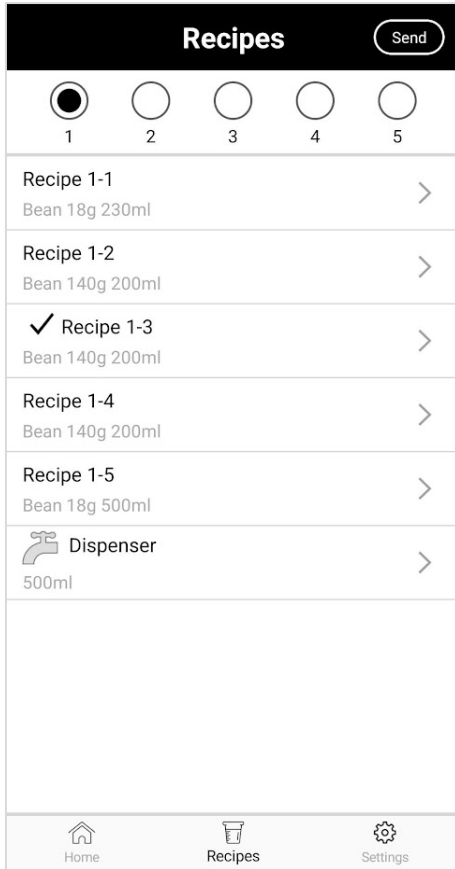 Recipes
Send
1 2 3 4 5
Recipe 1-1
Bean 18g 230ml
Recipe 1-2
Bean 140g 200ml
Recipe 1-3
Bean 140g 200ml
Recipe 1-4
Bean 140g 200ml
Recipe 1-5
Bean 18g 500ml
Dispenser
500ml
Home Recipes Settings